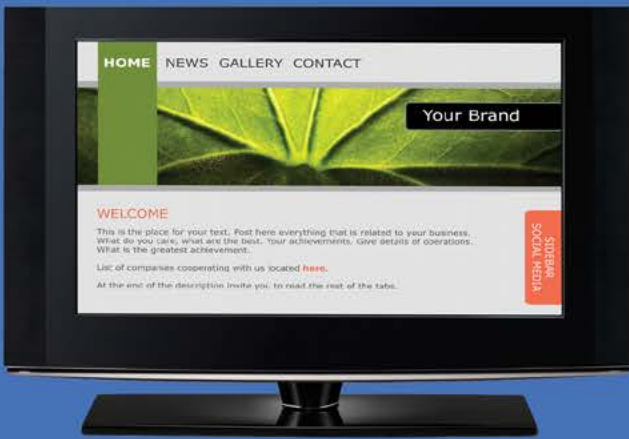 HOME NEWS GALLERY CONTACT
Your Brand
WELCOME
This is the place for your text. Post here everything that is related to your business.
What do you care, what are the best. Your achievements. Give details of operations.
What is the greatest achievement.
List of companies cooperating with us located here.
At the end of the description invite you to read the rest of the tabs.
SIDEBAR
SOCIAL MEDIA